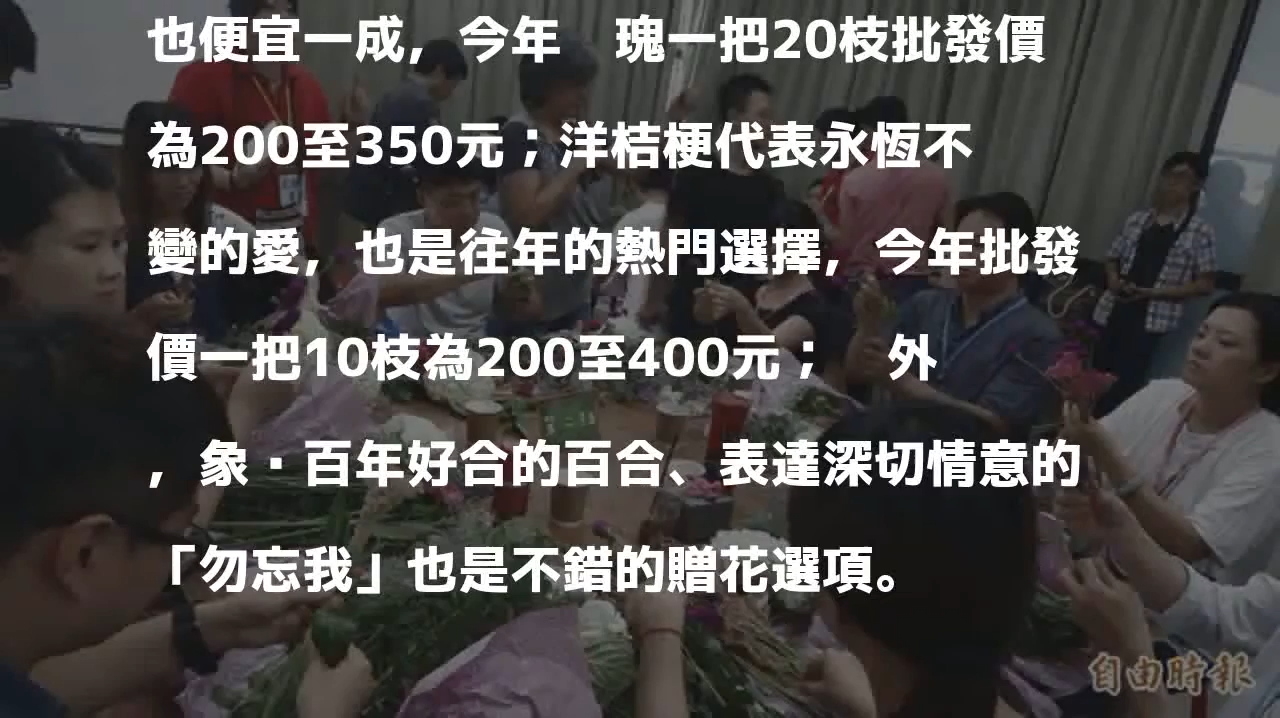 也便宜一成，今年　瑰一把20枝批發價
為200至350元；洋桔梗代表永恆不
變的愛，也是往年的熱門選擇，今年批發
價一把10枝為200至400元；　外
，象▪百年好合的百合、表達深切情意的
「勿忘我」也是不錯的贈花選項。
自由時報